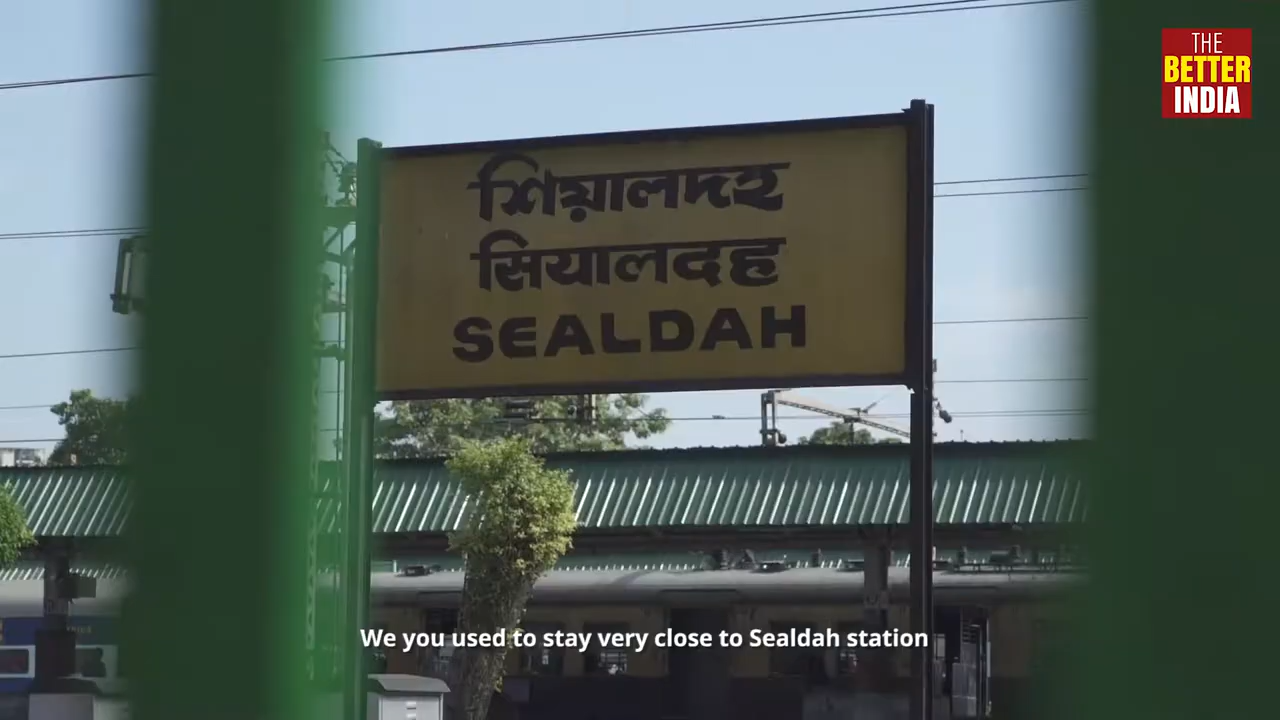 THE
BETTER
INDIA
শিয়ালদহ
सियालदह
SEALDAH
We you used to stay very close to Sealdah station